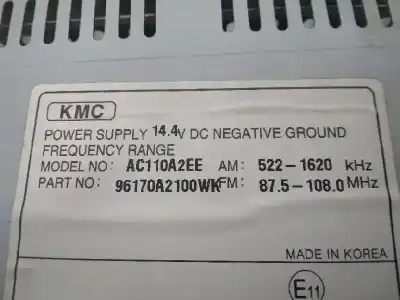 KMC
POWER SUPPLY 14.4V DC NEGATIVE GROUND
FREQUENCY RANGE
MODEL NO: AC110A2EE AM: 522-1620 kHz
PART NO: 96170A2100WK FM: 87.5-108.0 MHz
MADE IN KOREA
E11